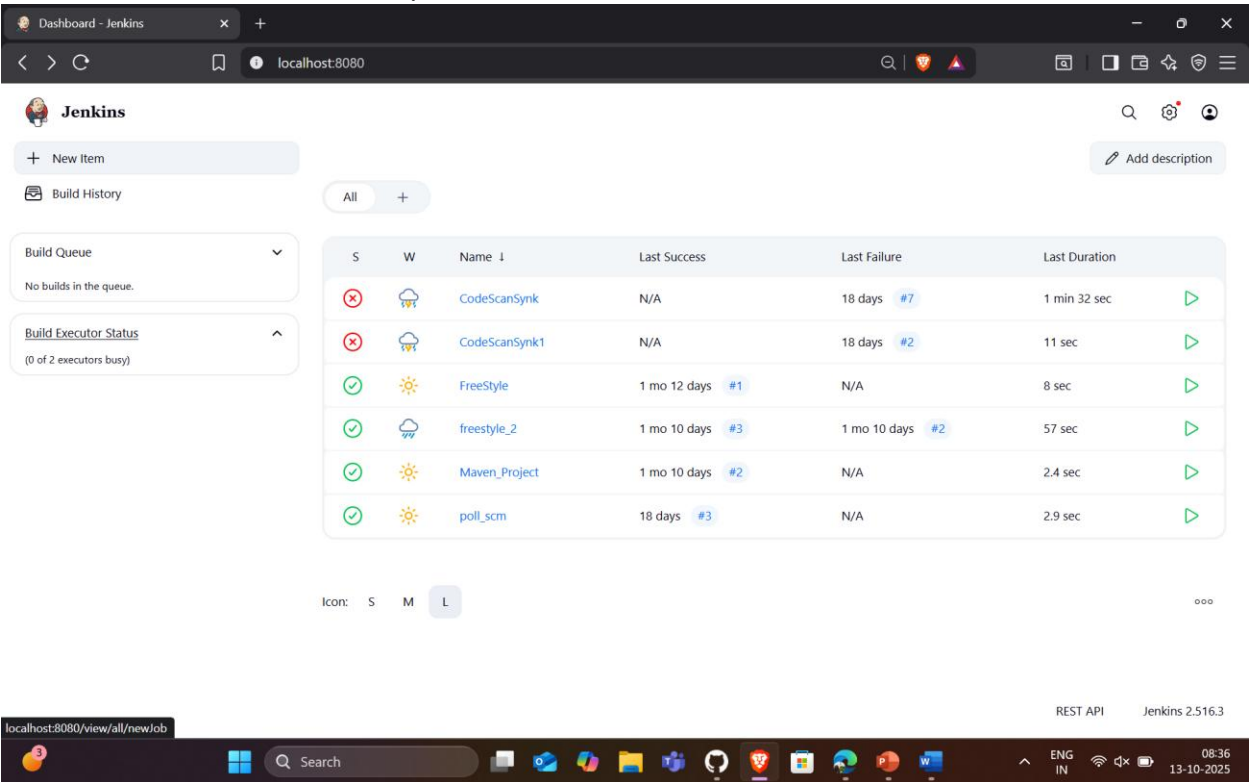 Dashboard - Jenkins
localhost:8080
Jenkins
+ New Item
Add description
Build History
All +
Build Queue
No builds in the queue.
Build Executor Status
(0 of 2 executors busy)
S W Name ↓ Last Success Last Failure Last Duration
CodeScanSynk N/A 18 days #7 1 min 32 sec
CodeScanSynk1 N/A 18 days #2 11 sec
FreeStyle 1 mo 12 days #1 N/A 8 sec
freestyle_2 1 mo 10 days #3 1 mo 10 days #2 57 sec
Maven_Project 1 mo 10 days #2 N/A 2.4 sec
poll_scm 18 days #3 N/A 2.9 sec
Icon: S M L
REST API Jenkins 2.516.3
localhost:8080/view/all/newJob
3
Search
ENG
IN
08:36
13-10-2025